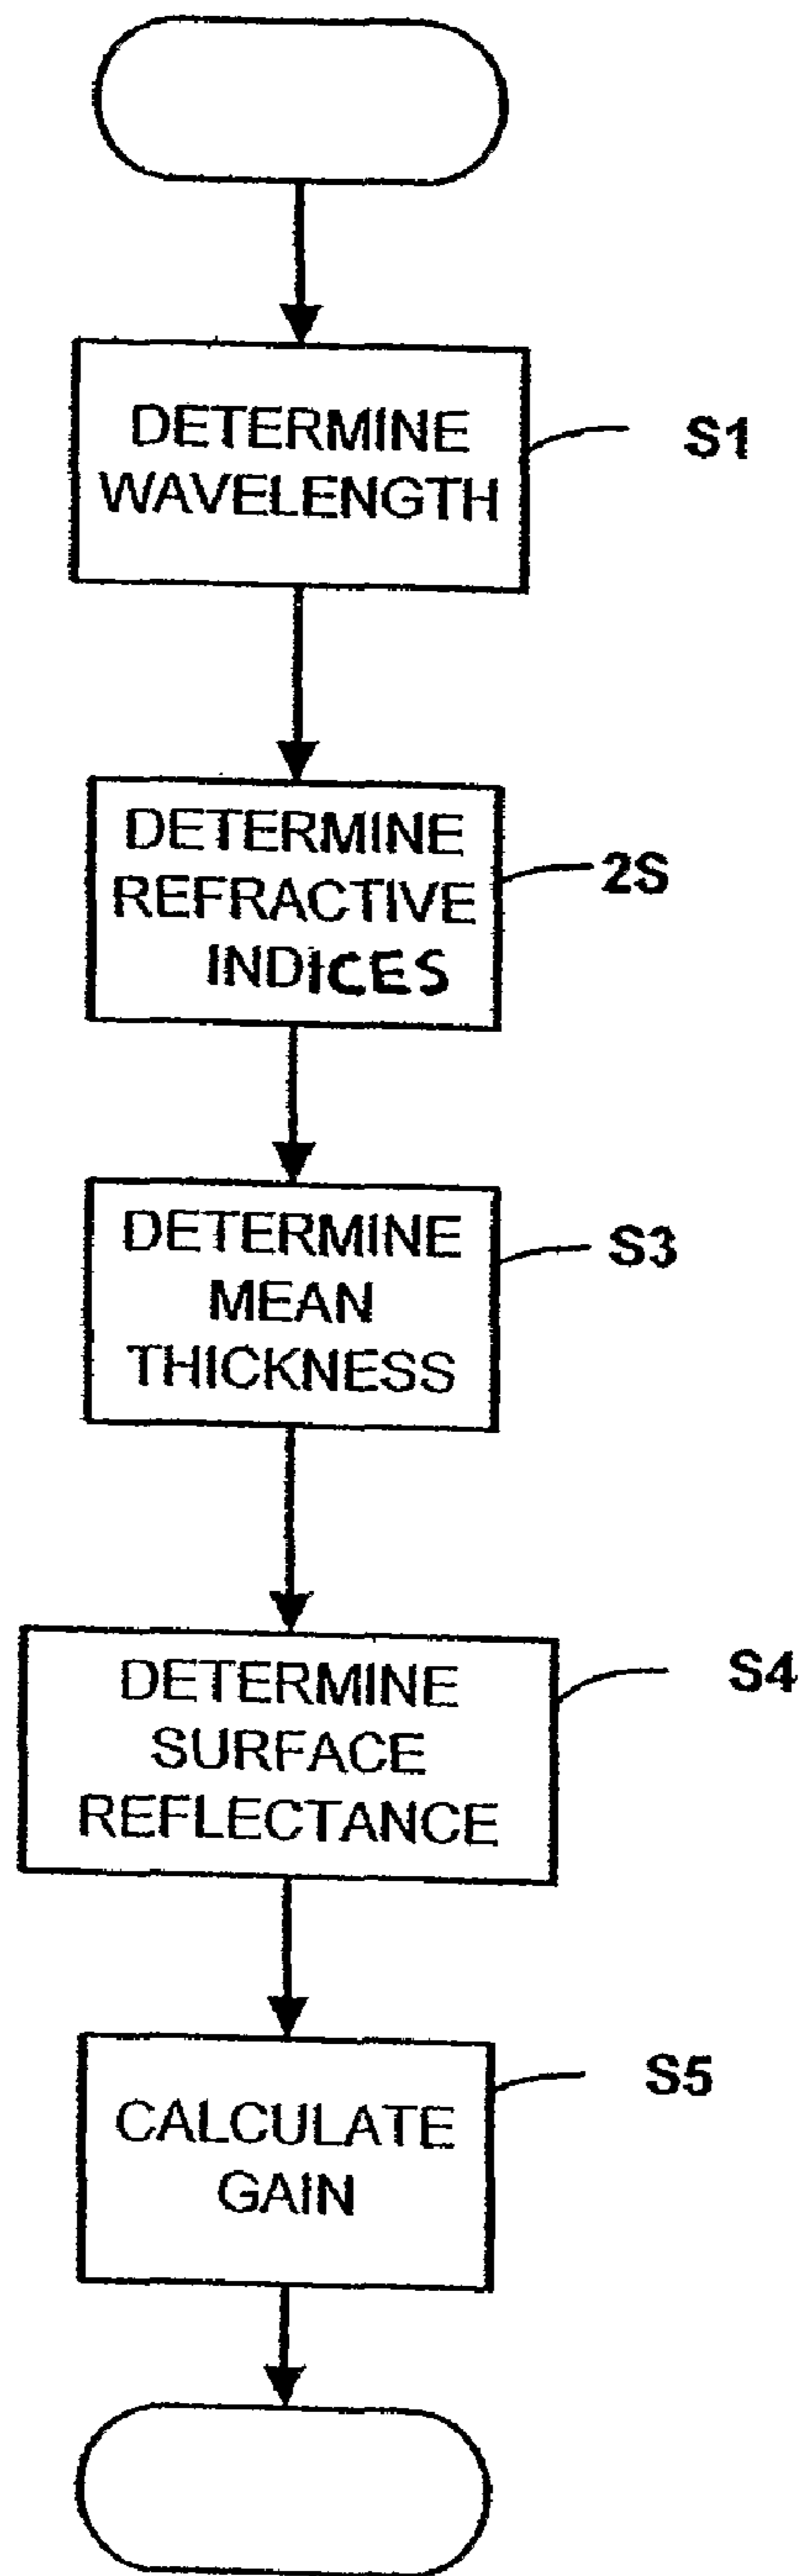 DETERMINE
WAVELENGTH
S1
DETERMINE
REFRACTIVE
INDICES
2S
DETERMINE
MEAN
THICKNESS
S3
DETERMINE
SURFACE
REFLECTANCE
S4
CALCULATE
GAIN
S5